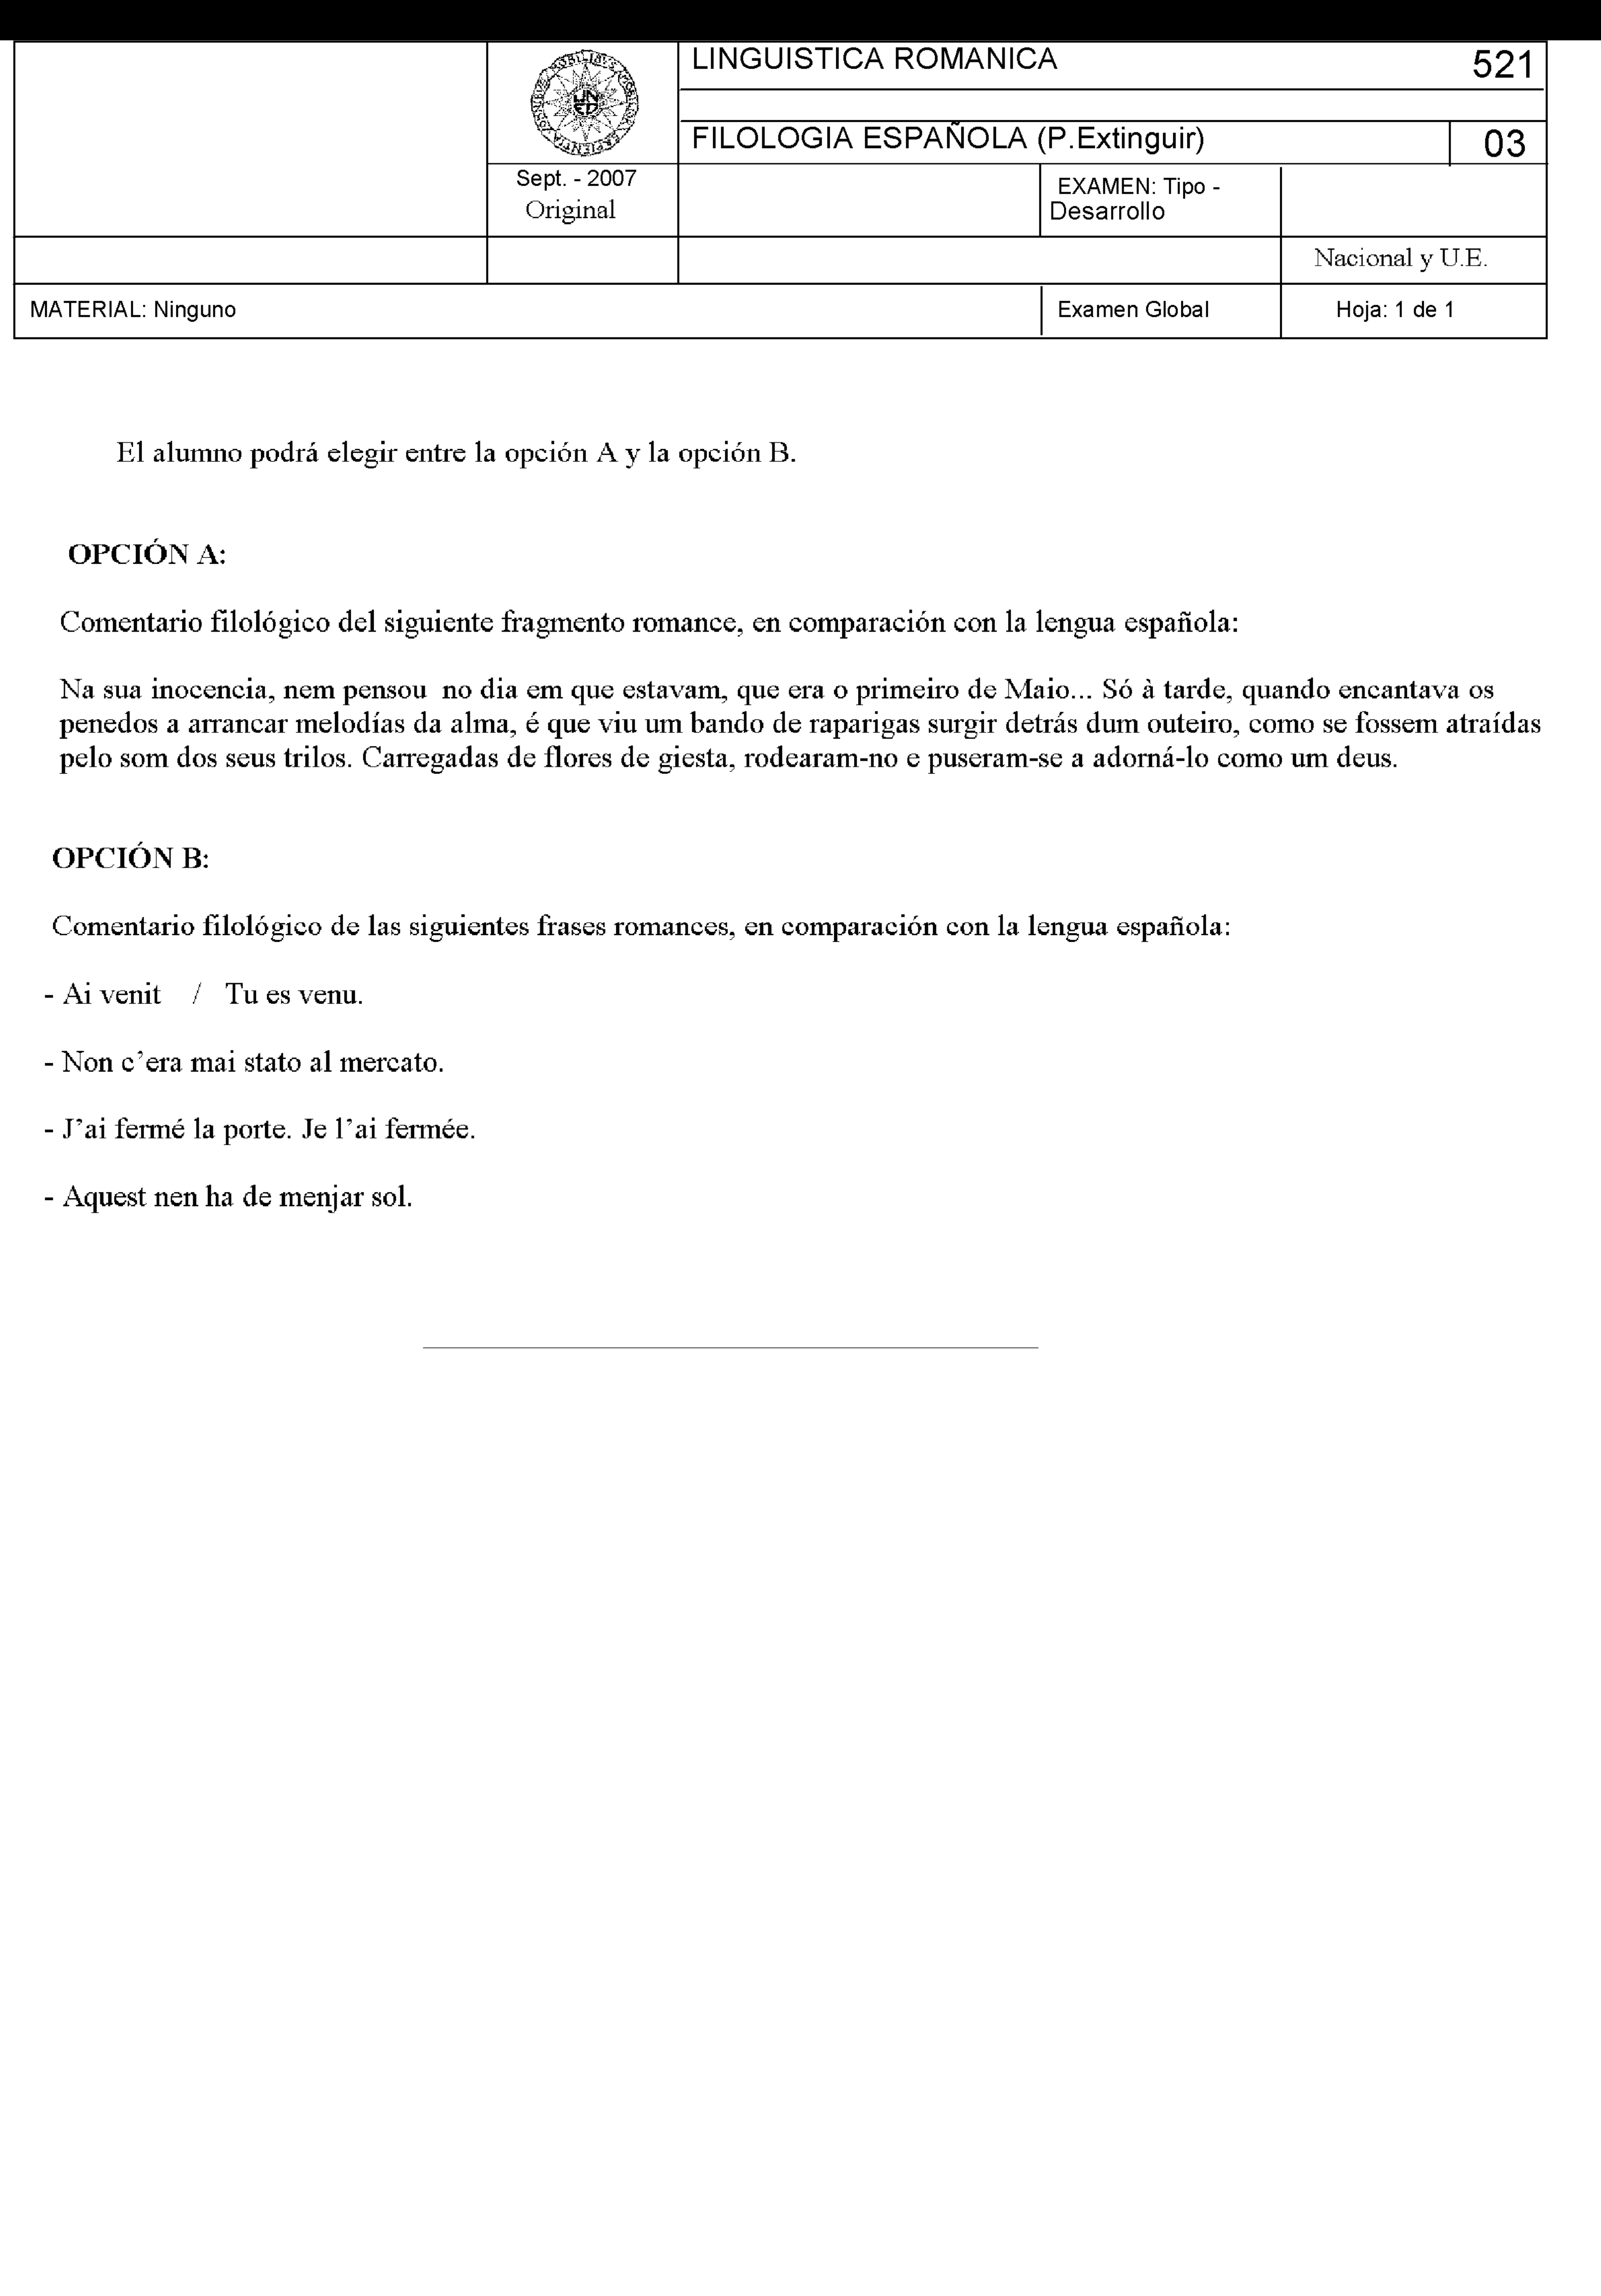 LINGUISTICA ROMANICA 521
FILOLOGIA ESPAÑOLA (P.Extinguir) 03
Sept. - 2007
Original
EXAMEN: Tipo -
Desarrollo
Nacional y U.E.
MATERIAL: Ninguno Examen Global Hoja: 1 de 1
UN
ED
El alumno podrá elegir entre la opción A y la opción B.
OPCIÓN A:
Comentario filológico del siguiente fragmento romance, en comparación con la lengua española:
Na sua inocencia, nem pensou no dia em que estavam, que era o primeiro de Maio... Só à tarde, quando encantava os
penedos a arrancar melodías da alma, é que viu um bando de raparigas surgir detrás dum outeiro, como se fossem atraídas
pelo som dos seus trilos. Carregadas de flores de giesta, rodearam-no e puseram-se a adorná-lo como um deus.
OPCIÓN B:
Comentario filológico de las siguientes frases romances, en comparación con la lengua española:
- Ai venit / Tu es venu.
- Non c’era mai stato al mercato.
- J’ai fermé la porte. Je l’ai fermée.
- Aquest nen ha de menjar sol.